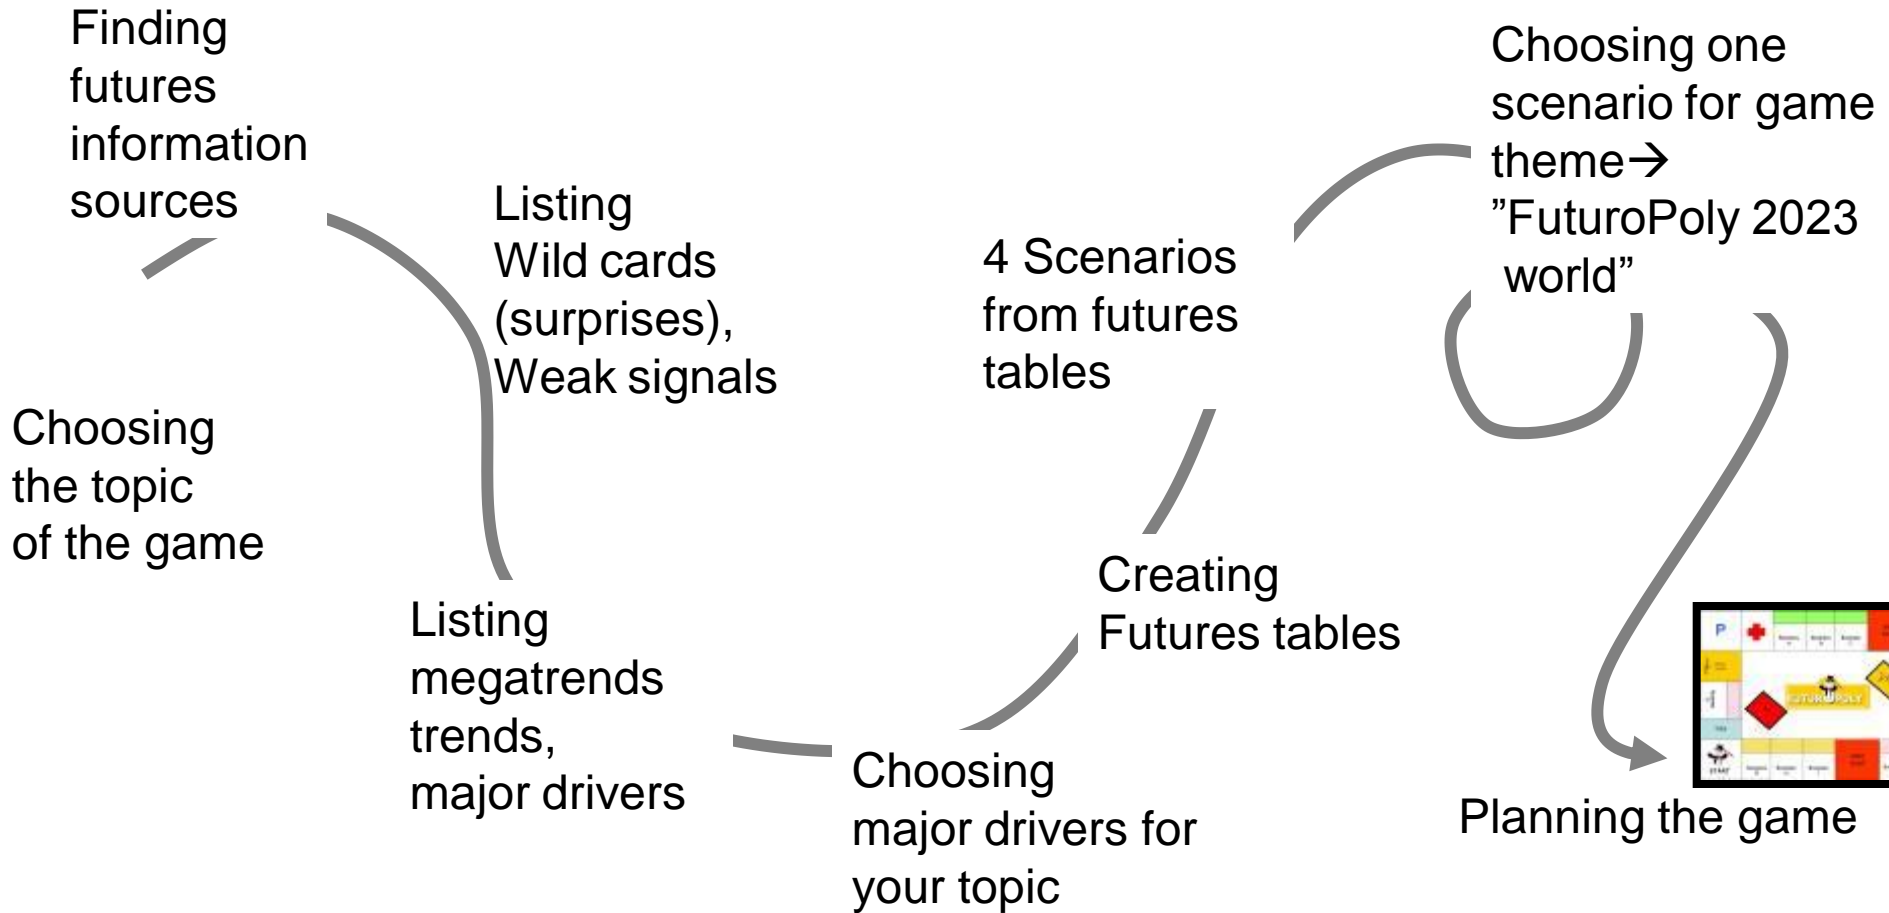 Finding
futures
information
sources
Choosing
the topic
of the game
Listing
Wild cards
(surprises),
Weak signals
Listing
megatrends
trends,
major drivers
Choosing
major drivers for
your topic
Creating
Futures tables
4 Scenarios
from futures
tables
Choosing one
scenario for game
theme→
”FuturoPoly 2023
world”
P
FUTUROPOLY
START
Planning the game